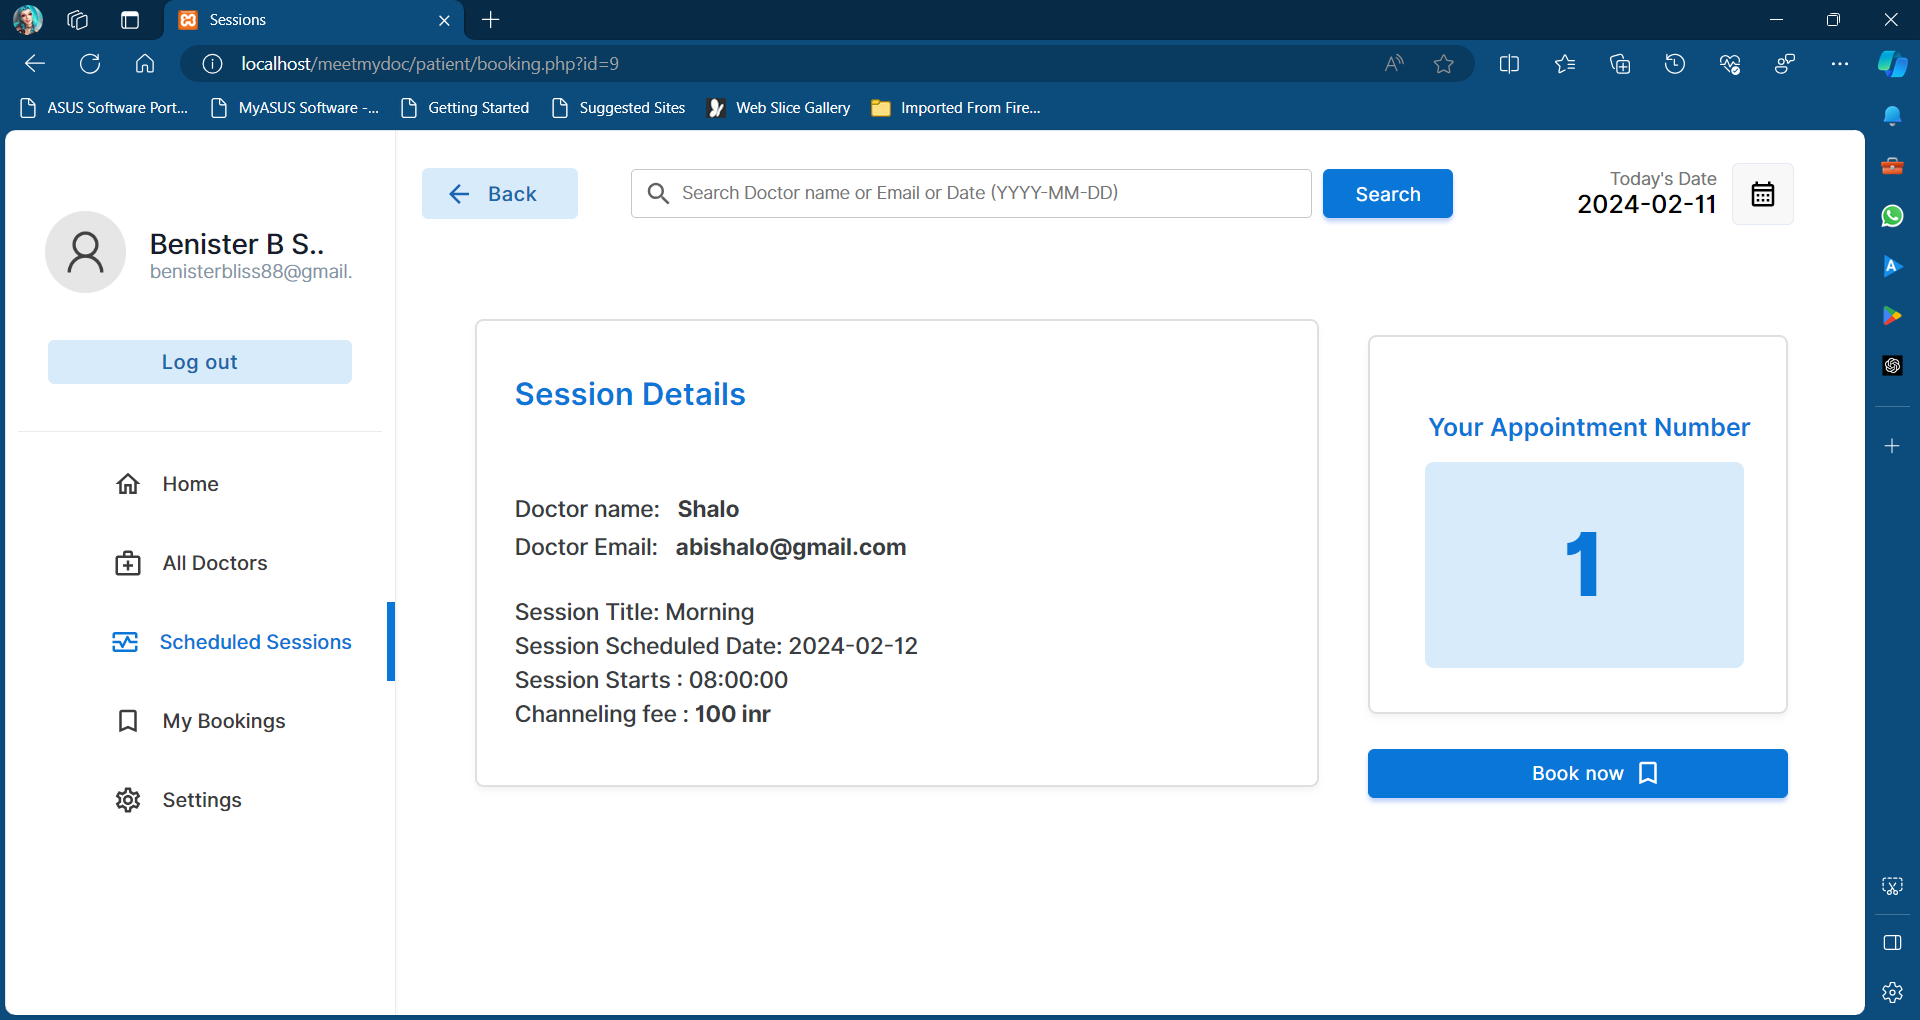 Sessions
localhost/meetmydoc/patient/booking.php?id=9
ASUS Software Port...
MyASUS Software -...
Getting Started
Suggested Sites
Web Slice Gallery
Imported From Fire...
Benister B S..
benisterbliss88@gmail.
Log out
Home
All Doctors
Scheduled Sessions
My Bookings
Settings
Back
Search Doctor name or Email or Date (YYYY-MM-DD)
Search
Today's Date
2024-02-11
Session Details
Doctor name: Shalo
Doctor Email: abishalo@gmail.com
Session Title: Morning
Session Scheduled Date: 2024-02-12
Session Starts : 08:00:00
Channeling fee : 100 inr
Your Appointment Number
1
Book now